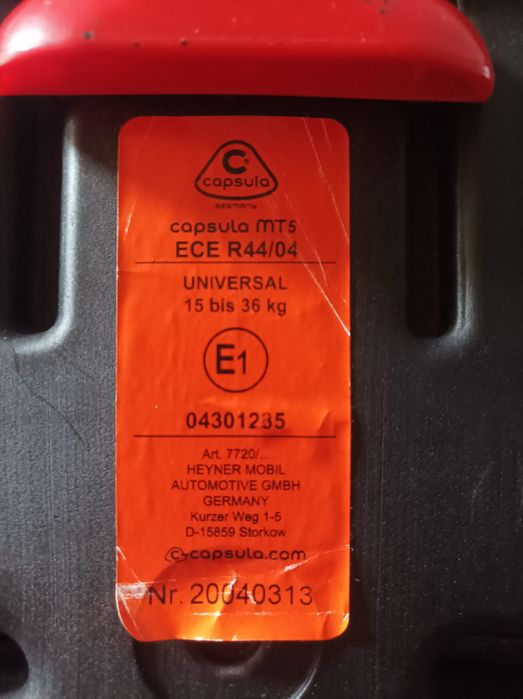 C
capsula
GERMANY
capsula MT5
ECE R44/04
UNIVERSAL
15 bis 36 kg
E1
04301235
Art. 7720/...
HEYNER MOBIL
AUTOMOTIVE GMBH
GERMANY
Kurzer Weg 1-5
D-15859 Storkow
capsula.com
Nr. 20040313